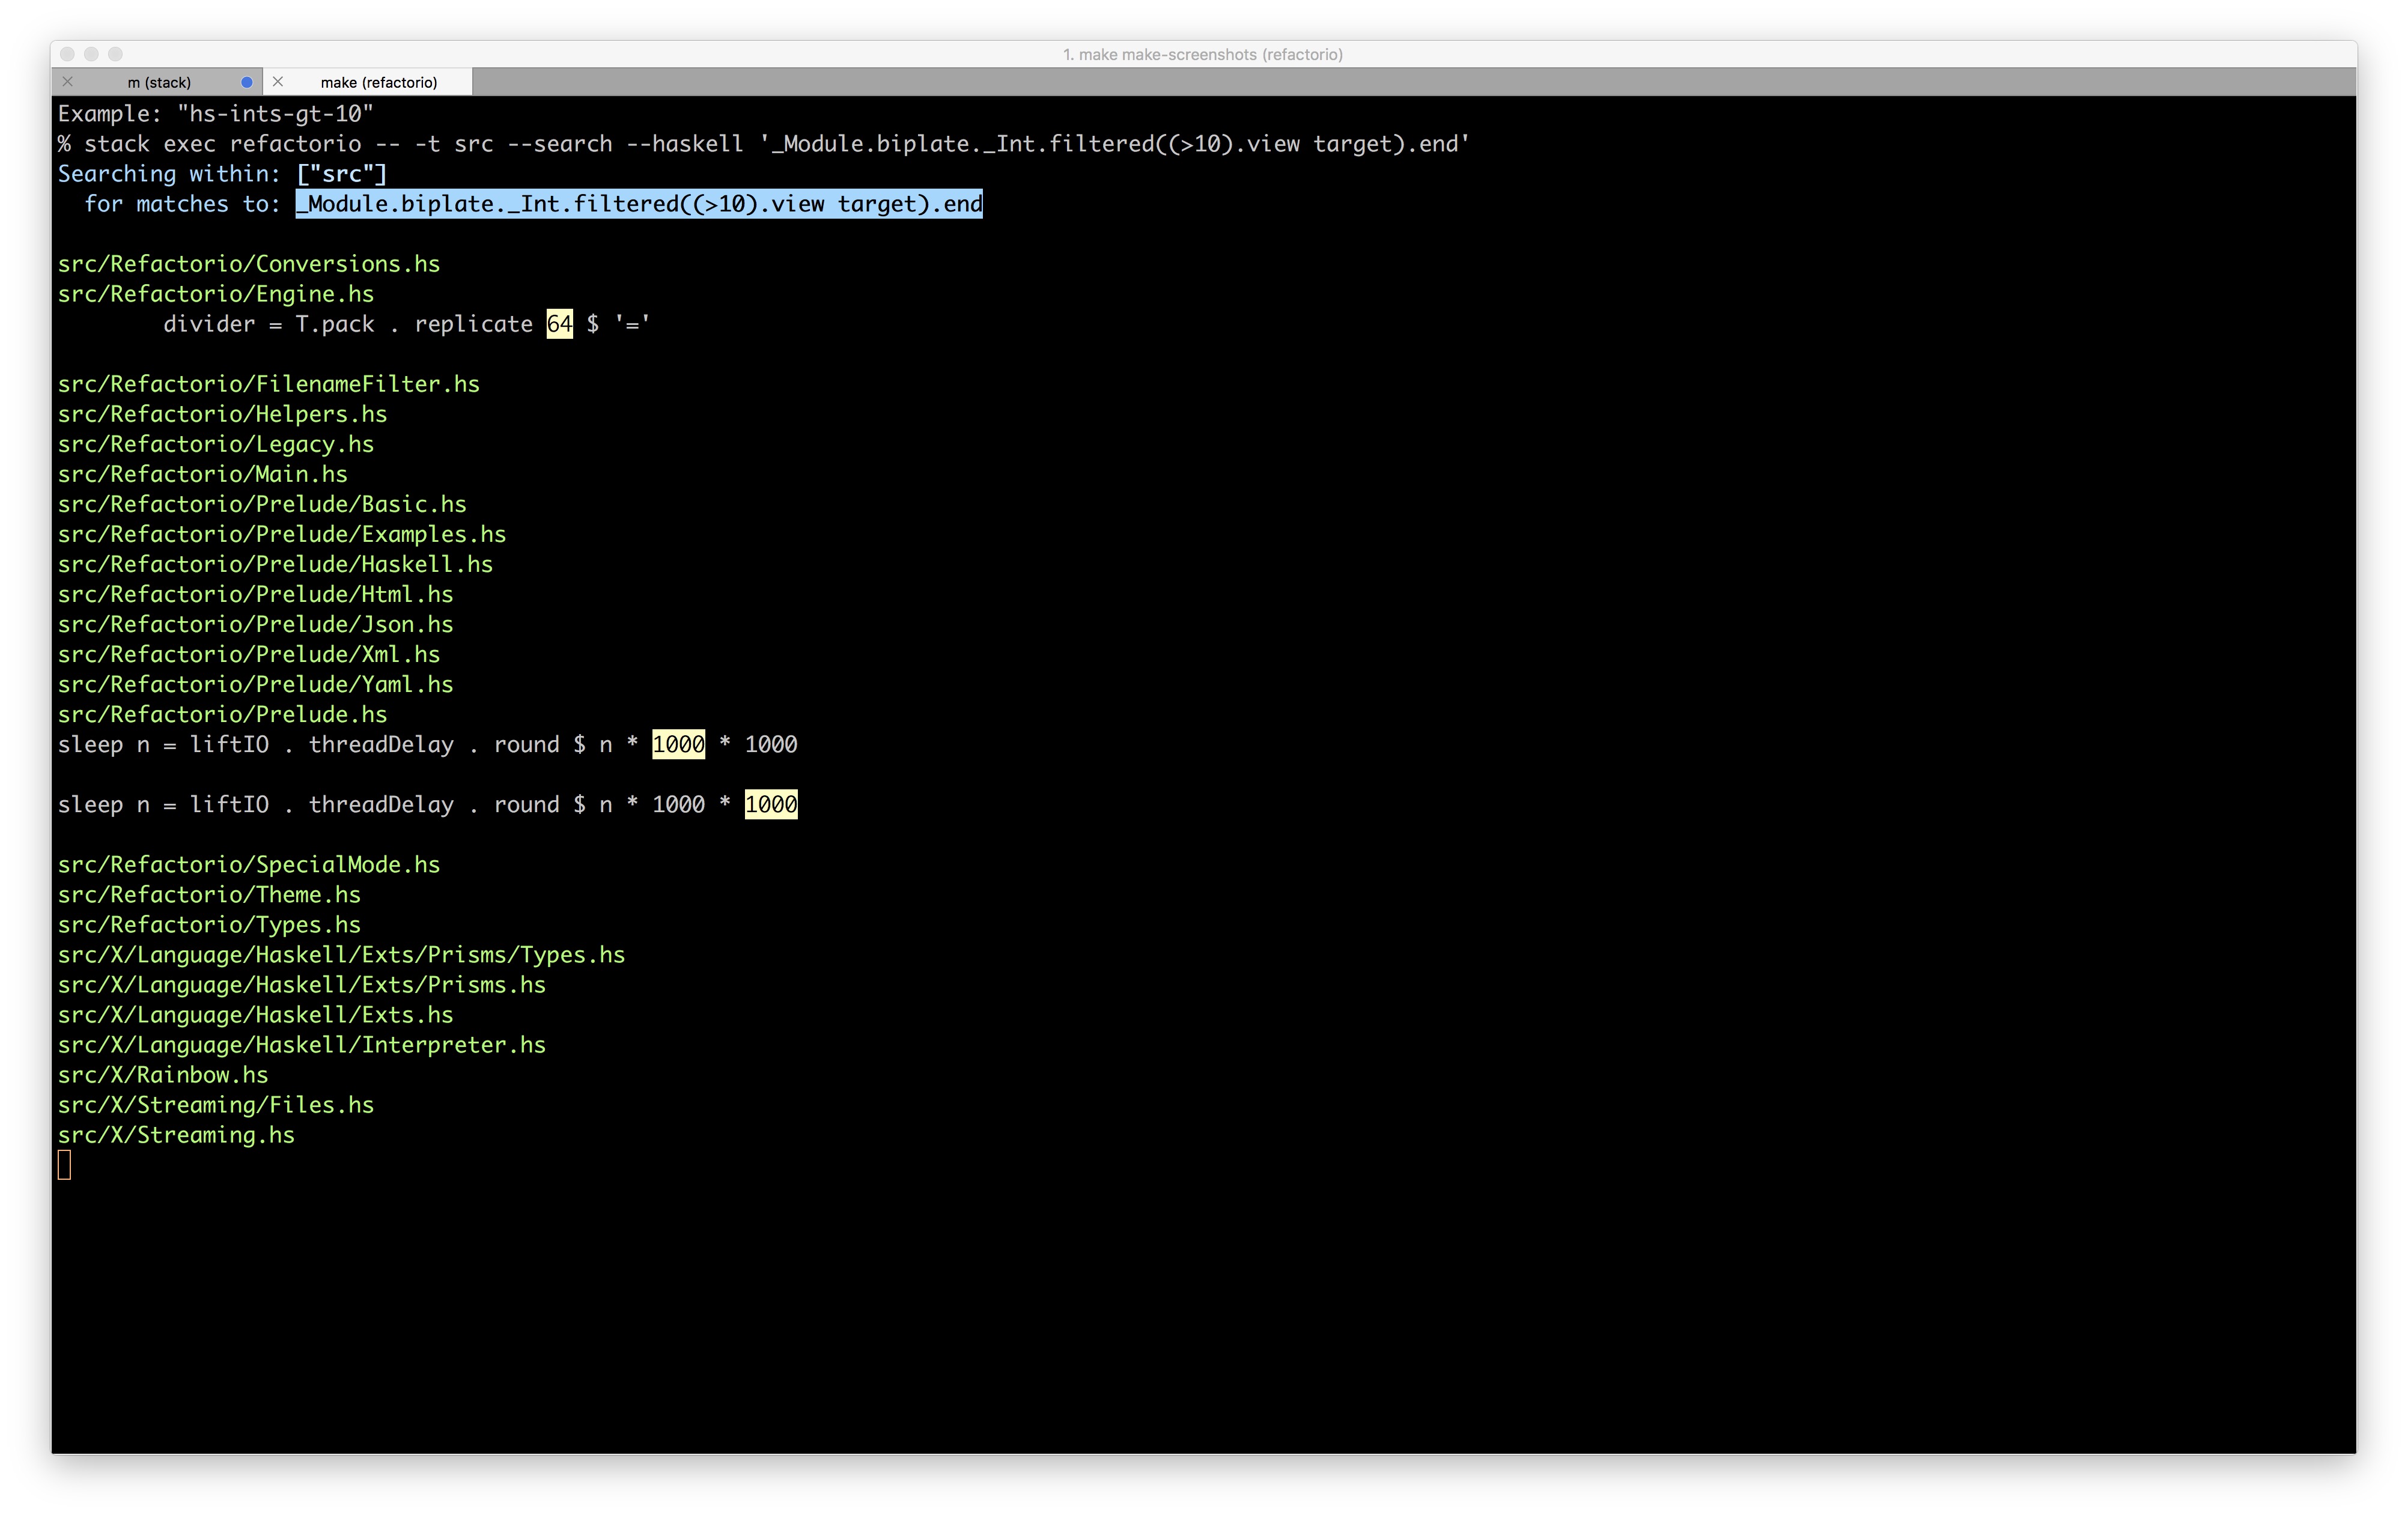 1. make make-screenshots (refactorio)
m (stack) make (refactorio)
Example: "hs-ints-gt-10"
% stack exec refactorio -- -t src --search --haskell '_Module.biplate._Int.filtered((>10).view target).end'
Searching within: ["src"]
  for matches to: _Module.biplate._Int.filtered((>10).view target).end
src/Refactorio/Conversions.hs
src/Refactorio/Engine.hs
        divider = T.pack . replicate 64 $ '='
src/Refactorio/FilenameFilter.hs
src/Refactorio/Helpers.hs
src/Refactorio/Legacy.hs
src/Refactorio/Main.hs
src/Refactorio/Prelude/Basic.hs
src/Refactorio/Prelude/Examples.hs
src/Refactorio/Prelude/Haskell.hs
src/Refactorio/Prelude/Html.hs
src/Refactorio/Prelude/Json.hs
src/Refactorio/Prelude/Xml.hs
src/Refactorio/Prelude/Yaml.hs
src/Refactorio/Prelude.hs
sleep n = liftIO . threadDelay . round $ n * 1000 * 1000
sleep n = liftIO . threadDelay . round $ n * 1000 * 1000
src/Refactorio/SpecialMode.hs
src/Refactorio/Theme.hs
src/Refactorio/Types.hs
src/X/Language/Haskell/Exts/Prisms/Types.hs
src/X/Language/Haskell/Exts/Prisms.hs
src/X/Language/Haskell/Exts.hs
src/X/Language/Haskell/Interpreter.hs
src/X/Rainbow.hs
src/X/Streaming/Files.hs
src/X/Streaming.hs